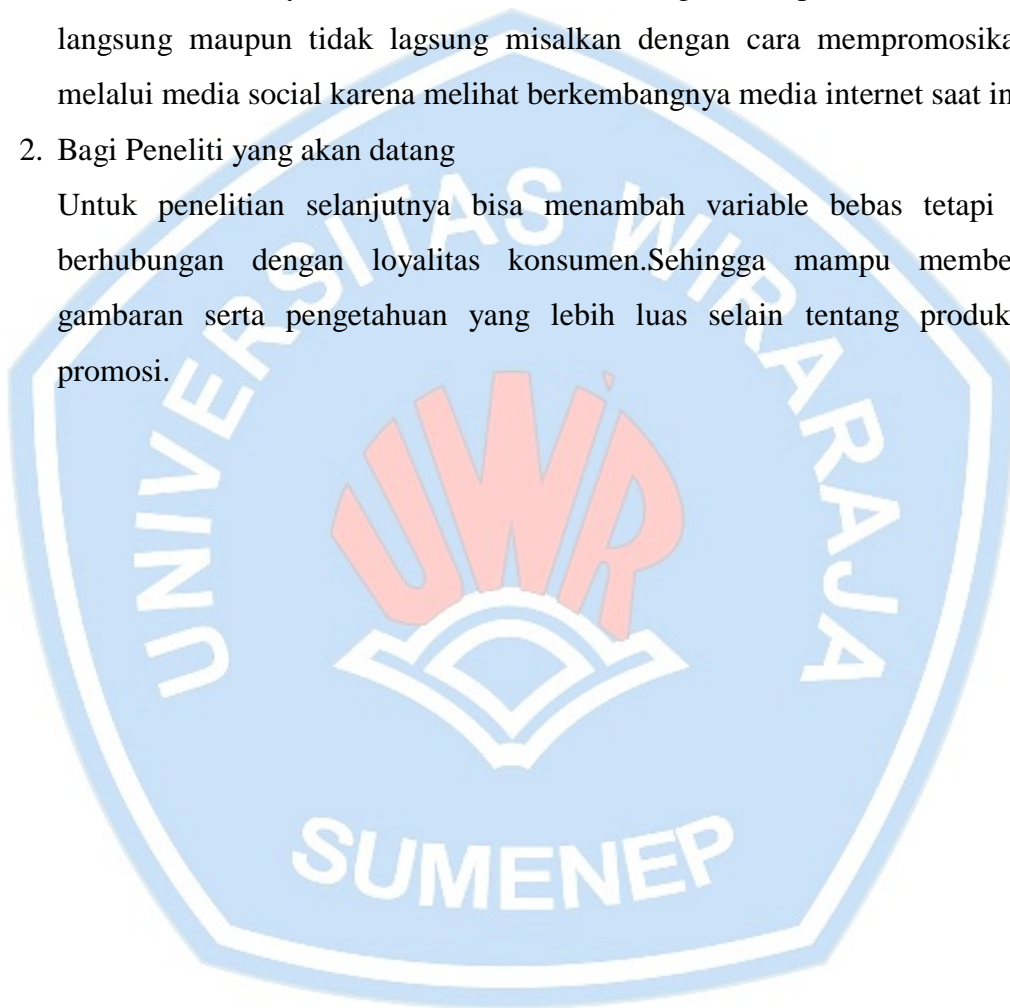 langsung maupun tidak lagsung misalkan dengan cara mempromosika
melalui media social karena melihat berkembangnya media internet saat in
2. Bagi Peneliti yang akan datang
Untuk penelitian selanjutnya bisa menambah variable bebas tetapi
berhubungan dengan loyalitas konsumen.Sehingga mampu membe
gambaran serta pengetahuan yang lebih luas selain tentang produk
promosi.
UNIVERSITAS WIRARAJA
UWR
SUMENEP